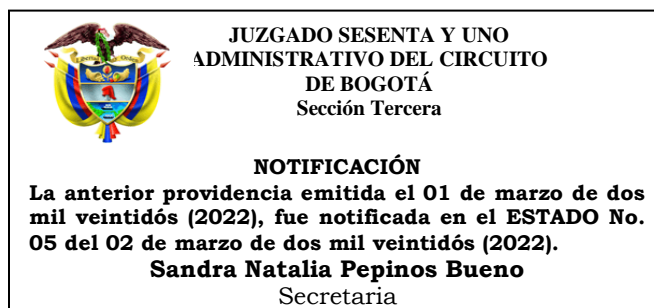 JUZGADO SESENTA Y UNO
ADMINISTRATIVO DEL CIRCUITO
DE BOGOTÁ
Sección Tercera
NOTIFICACIÓN
La anterior providencia emitida el 01 de marzo de dos
mil veintidós (2022), fue notificada en el ESTADO No.
05 del 02 de marzo de dos mil veintidós (2022).
Sandra Natalia Pepinos Bueno
Secretaria